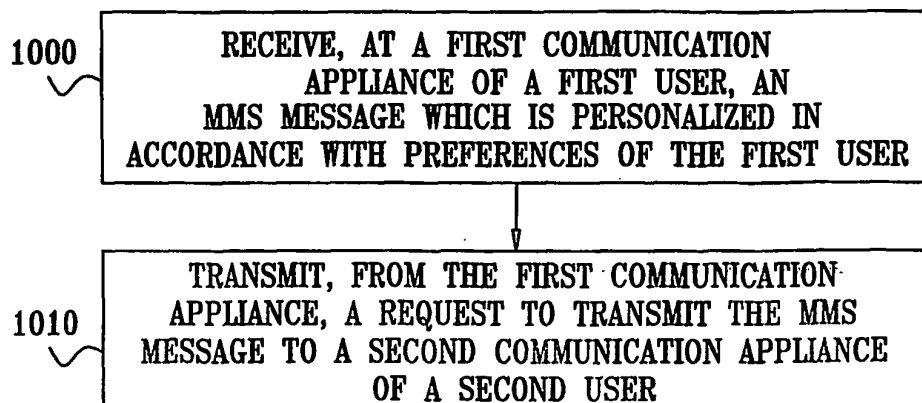 1000
RECEIVE, AT A FIRST COMMUNICATION
APPLIANCE OF A FIRST USER, AN
MMS MESSAGE WHICH IS PERSONALIZED IN
ACCORDANCE WITH PREFERENCES OF THE FIRST USER
1010
TRANSMIT, FROM THE FIRST COMMUNICATION
APPLIANCE, A REQUEST TO TRANSMIT THE MMS
MESSAGE TO A SECOND COMMUNICATION APPLIANCE
OF A SECOND USER